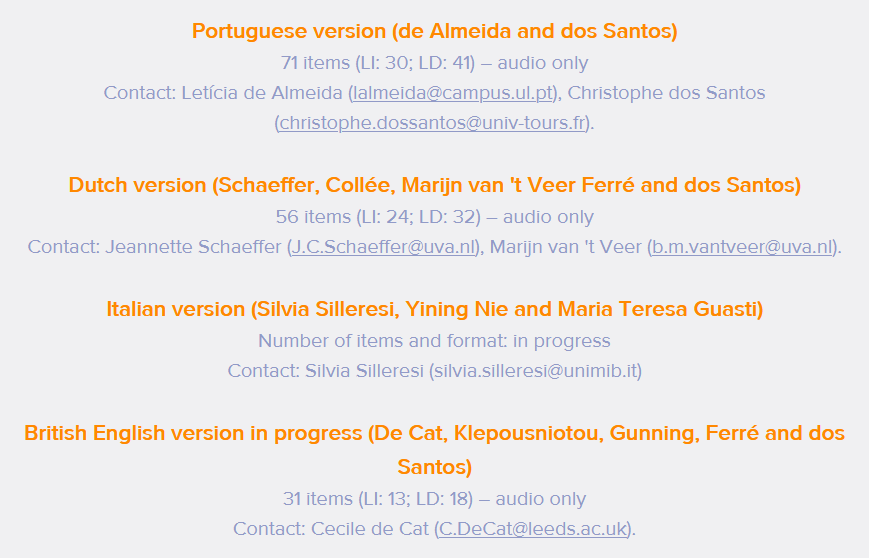 Portuguese version (de Almeida and dos Santos)
71 items (LI: 30; LD: 41) – audio only
Contact: Letícia de Almeida (lalmeida@campus.ul.pt), Christophe dos Santos
(christophe.dossantos@univ-tours.fr).
Dutch version (Schaeffer, Collée, Marijn van 't Veer Ferré and dos Santos)
56 items (LI: 24; LD: 32) – audio only
Contact: Jeannette Schaeffer (J.C.Schaeffer@uva.nl), Marijn van 't Veer (b.m.vantveer@uva.nl).
Italian version (Silvia Silleresi, Yining Nie and Maria Teresa Guasti)
Number of items and format: in progress
Contact: Silvia Silleresi (silvia.silleresi@unimib.it)
British English version in progress (De Cat, Klepousniotou, Gunning, Ferré and dos
Santos)
31 items (LI: 13; LD: 18) – audio only
Contact: Cecile de Cat (C.DeCat@leeds.ac.uk).